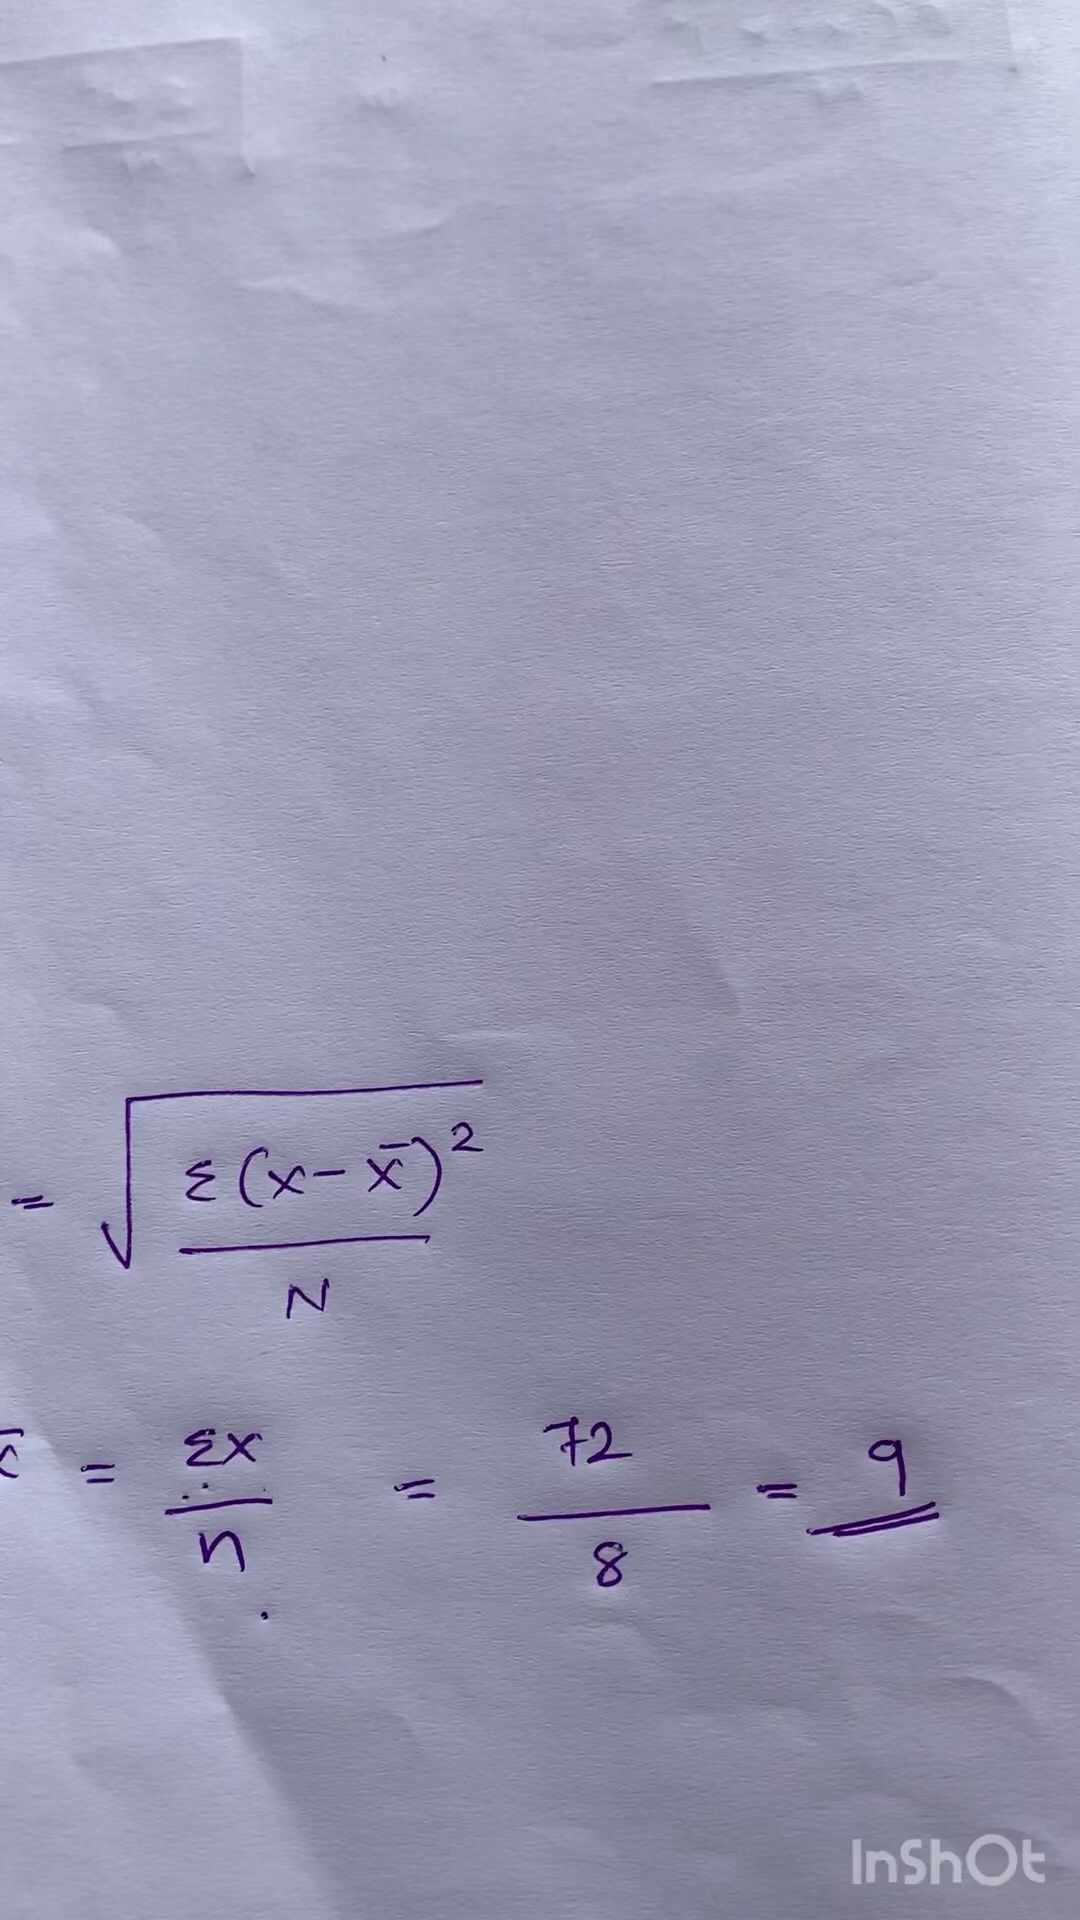 = √ Σ(x - x̄)²
N
x̄ = Σx = 72 = 9
n 8
InShOt